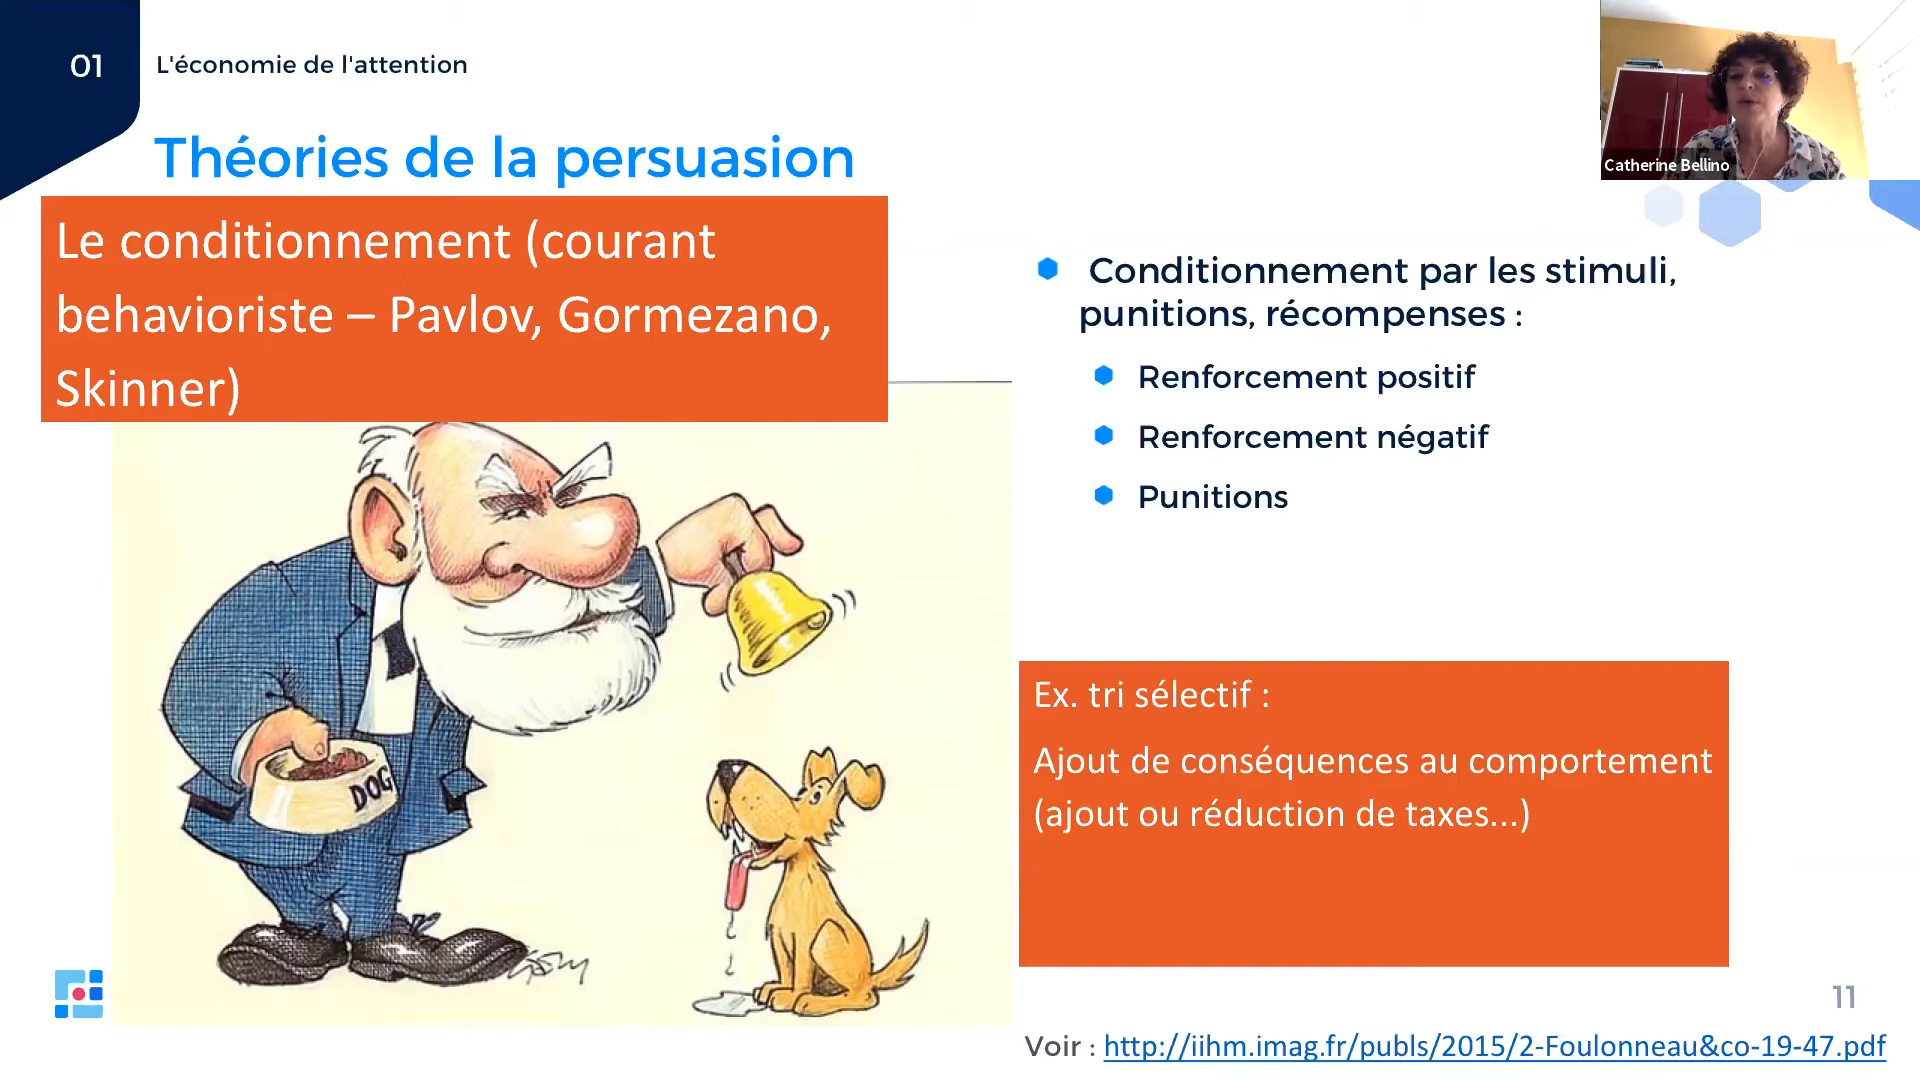 01
L'économie de l'attention
Théories de la persuasion
Catherine Bellino
Le conditionnement (courant
behavioriste – Pavlov, Gormezano,
Skinner)
Conditionnement par les stimuli,
punitions, récompenses :
Renforcement positif
Renforcement négatif
Punitions
DOG
Ex. tri sélectif :
Ajout de conséquences au comportement
(ajout ou réduction de taxes...)
11
Voir : http://iihm.imag.fr/publs/2015/2-Foulonneau&co-19-47.pdf